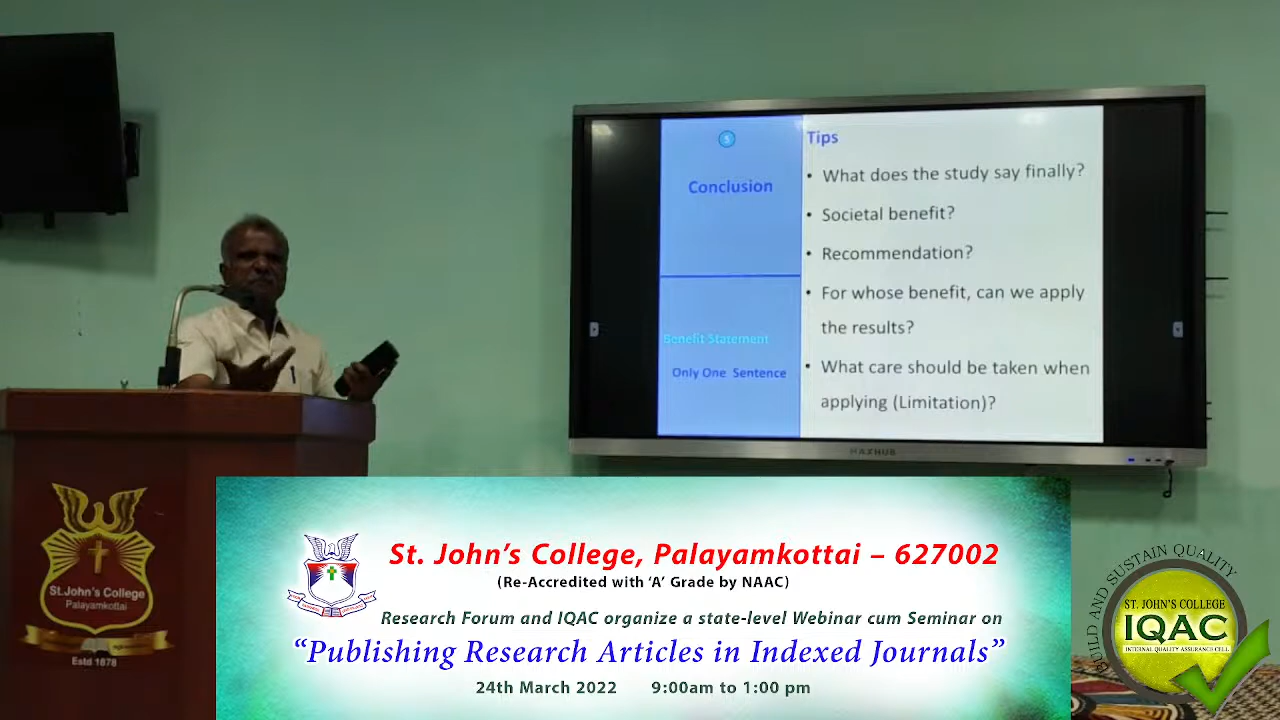 5
Conclusion
Benefit Statement
Only One Sentence
Tips
• What does the study say finally?
• Societal benefit?
• Recommendation?
• For whose benefit, can we apply
the results?
• What care should be taken when
applying (Limitation)?
MAXHUB
St.John's College
Palayamkottai
Estd 1878
St. John's College, Palayamkottai – 627002
(Re-Accredited with 'A' Grade by NAAC)
Research Forum and IQAC organize a state-level Webinar cum Seminar on
“Publishing Research Articles in Indexed Journals”
24th March 2022 9:00am to 1:00 pm
BUILD AND SUSTAIN QUALITY
ST. JOHN'S COLLEGE
IQAC
INTERNAL QUALITY ASSURANCE CELL